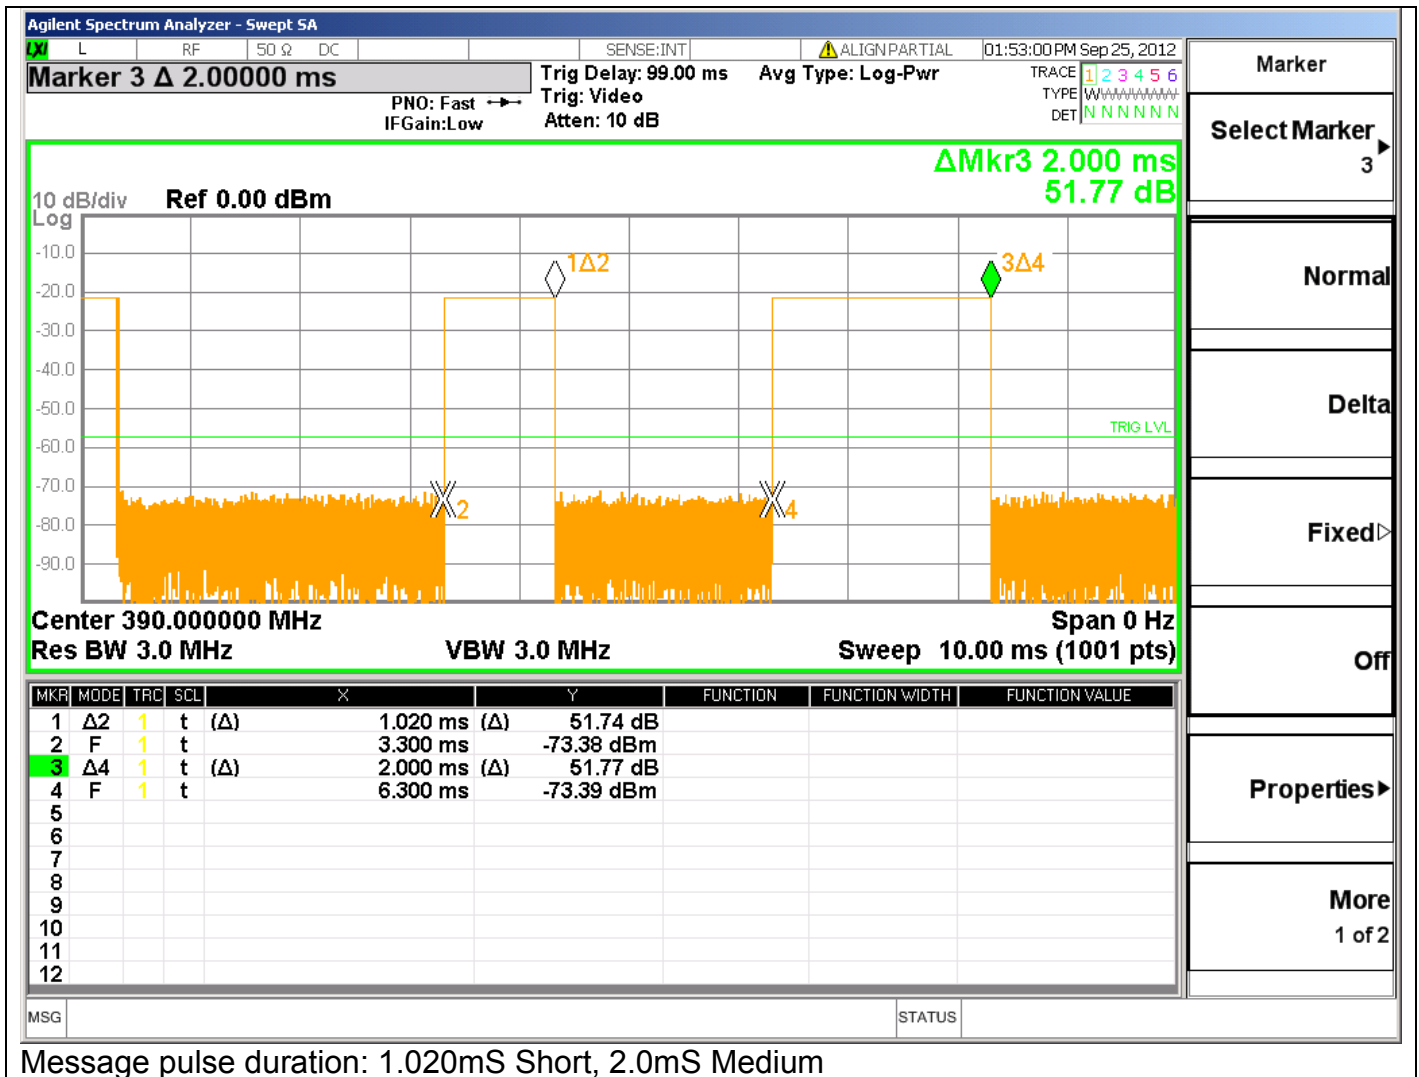 Agilent Spectrum Analyzer - Swept SA
LXI L RF 50 Ω DC SENSE:INT ALIGN PARTIAL 01:53:00 PM Sep 25, 2012
Marker 3 Δ 2.00000 ms
PNO: Fast
IFGain:Low
Trig Delay: 99.00 ms
Trig: Video
Atten: 10 dB
Avg Type: Log-Pwr
TRACE 1 2 3 4 5 6
TYPE W W W W W W
DET N N N N N N
ΔMkr3 2.000 ms
51.77 dB
10 dB/div Ref 0.00 dBm
Log
-10.0
-20.0
-30.0
-40.0
-50.0
-60.0
-70.0
-80.0
-90.0
1Δ2
3Δ4
TRIG LVL
2
4
Center 390.000000 MHz Span 0 Hz
Res BW 3.0 MHz VBW 3.0 MHz Sweep 10.00 ms (1001 pts)
MKR MODE TRC SCL X Y FUNCTION FUNCTION WIDTH FUNCTION VALUE
1 Δ2 1 t (Δ) 1.020 ms (Δ) 51.74 dB
2 F 1 t 3.300 ms -73.38 dBm
3 Δ4 1 t (Δ) 2.000 ms (Δ) 51.77 dB
4 F 1 t 6.300 ms -73.39 dBm
5
6
7
8
9
10
11
12
MSG STATUS
Marker
Select Marker
3
Normal
Delta
Fixed
Off
Properties
More
1 of 2
Message pulse duration: 1.020mS Short, 2.0mS Medium